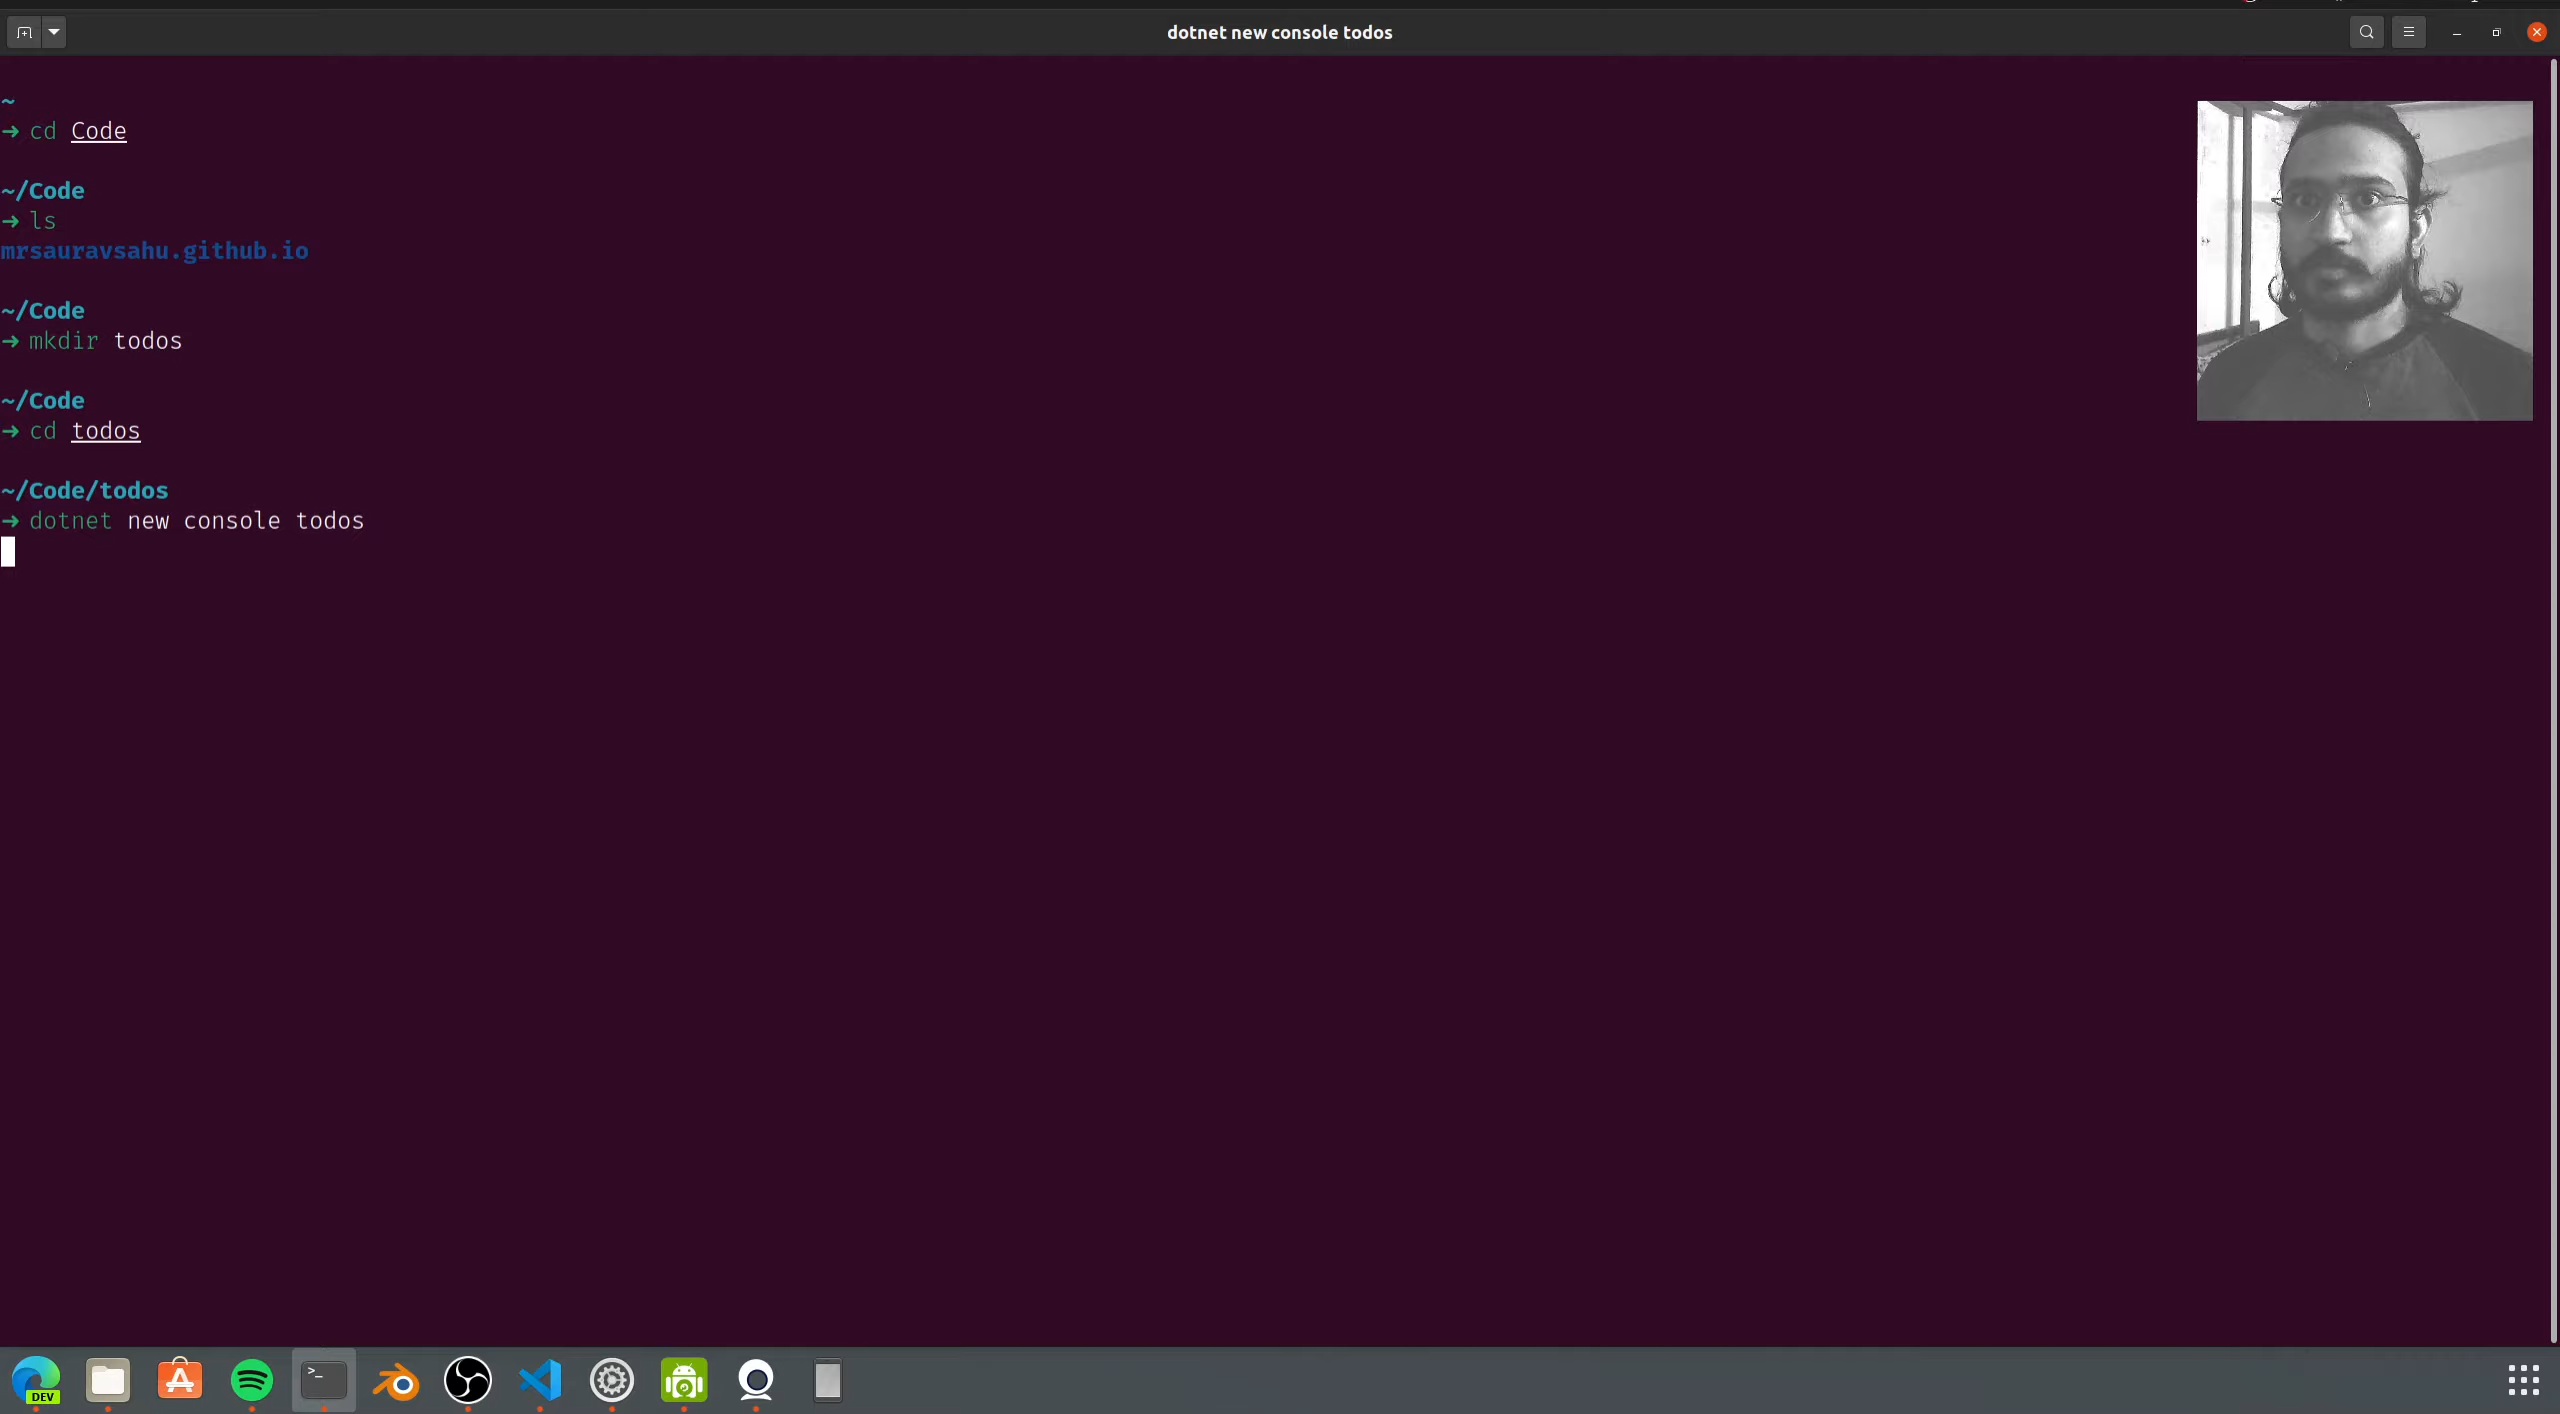 dotnet new console todos
~
➜ cd Code
~/Code
➜ ls
mrsauravsahu.github.io
~/Code
➜ mkdir todos
~/Code
➜ cd todos
~/Code/todos
➜ dotnet new console todos
DEV
>_